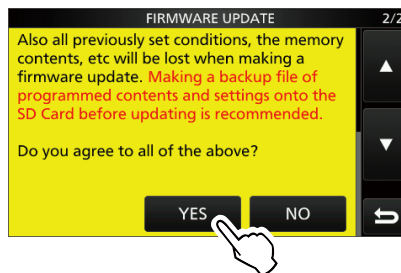 FIRMWARE UPDATE 2/2
Also all previously set conditions, the memory
contents, etc will be lost when making a
firmware update. Making a backup file of
programmed contents and settings onto the
SD Card before updating is recommended.
Do you agree to all of the above?
YES NO